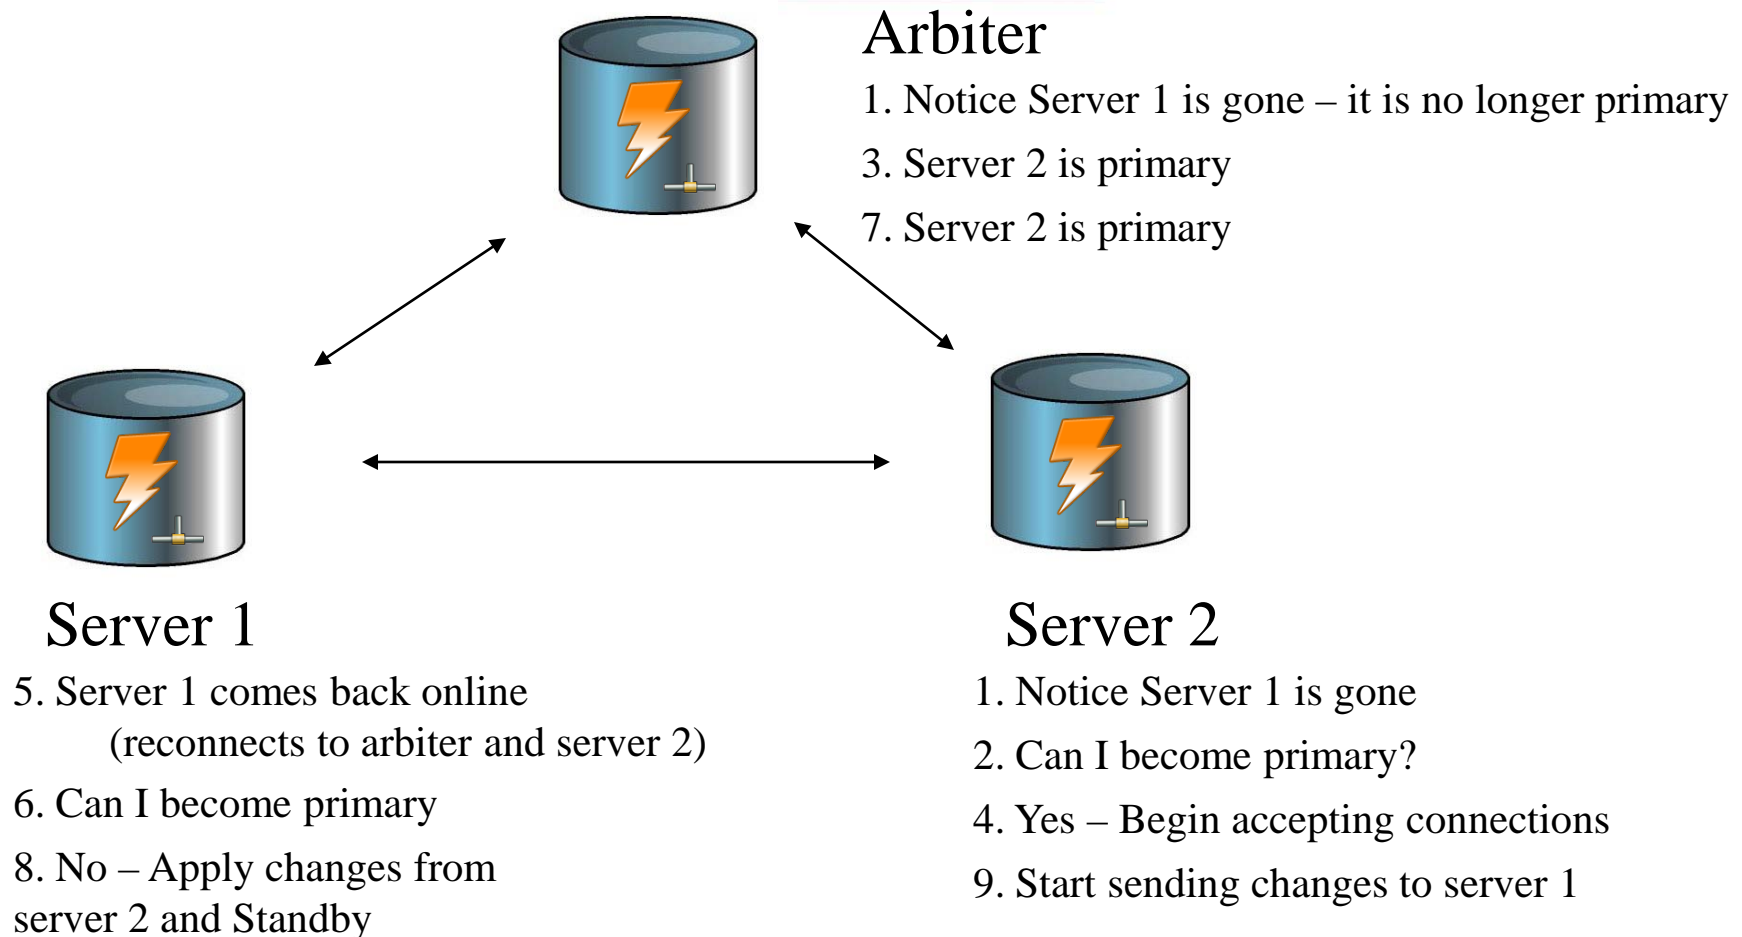 Arbiter
1. Notice Server 1 is gone – it is no longer primary
3. Server 2 is primary
7. Server 2 is primary
Server 1
5. Server 1 comes back online
(reconnects to arbiter and server 2)
6. Can I become primary
8. No – Apply changes from
server 2 and Standby
Server 2
1. Notice Server 1 is gone
2. Can I become primary?
4. Yes – Begin accepting connections
9. Start sending changes to server 1